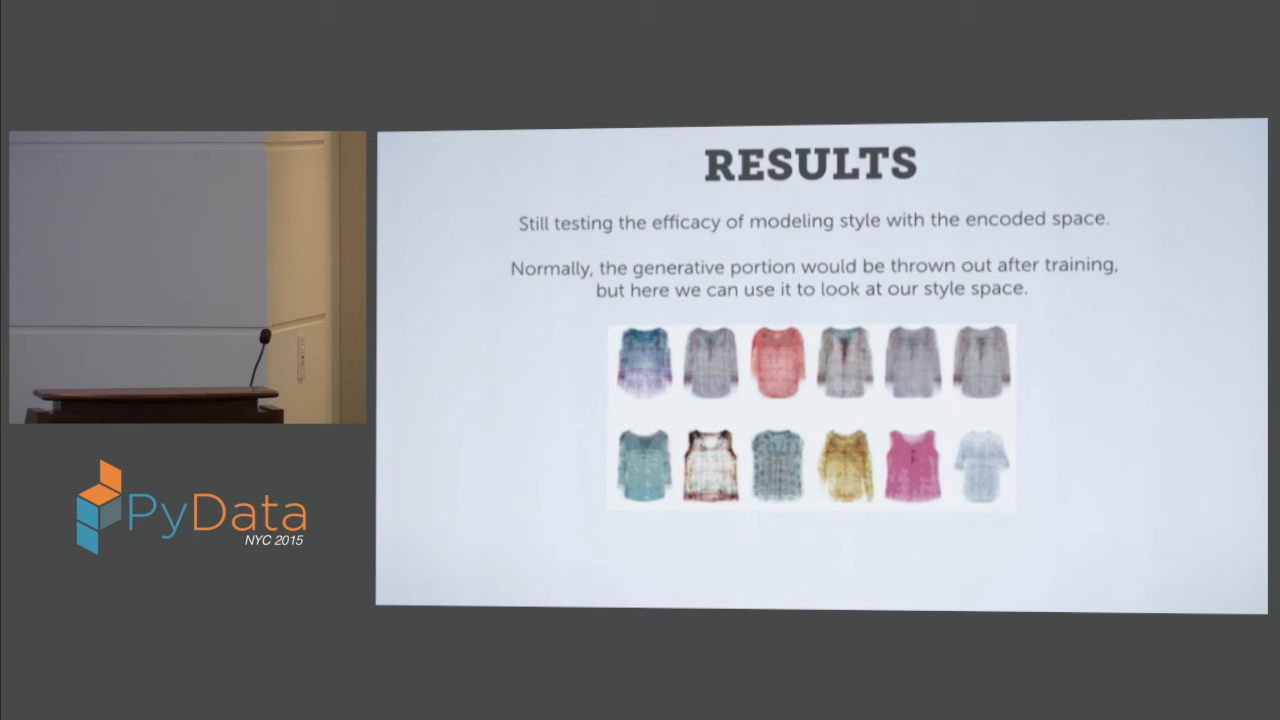 RESULTS
Still testing the efficacy of modeling style with the encoded space.
Normally, the generative portion would be thrown out after training,
but here we can use it to look at our style space.
PyData
NYC 2015